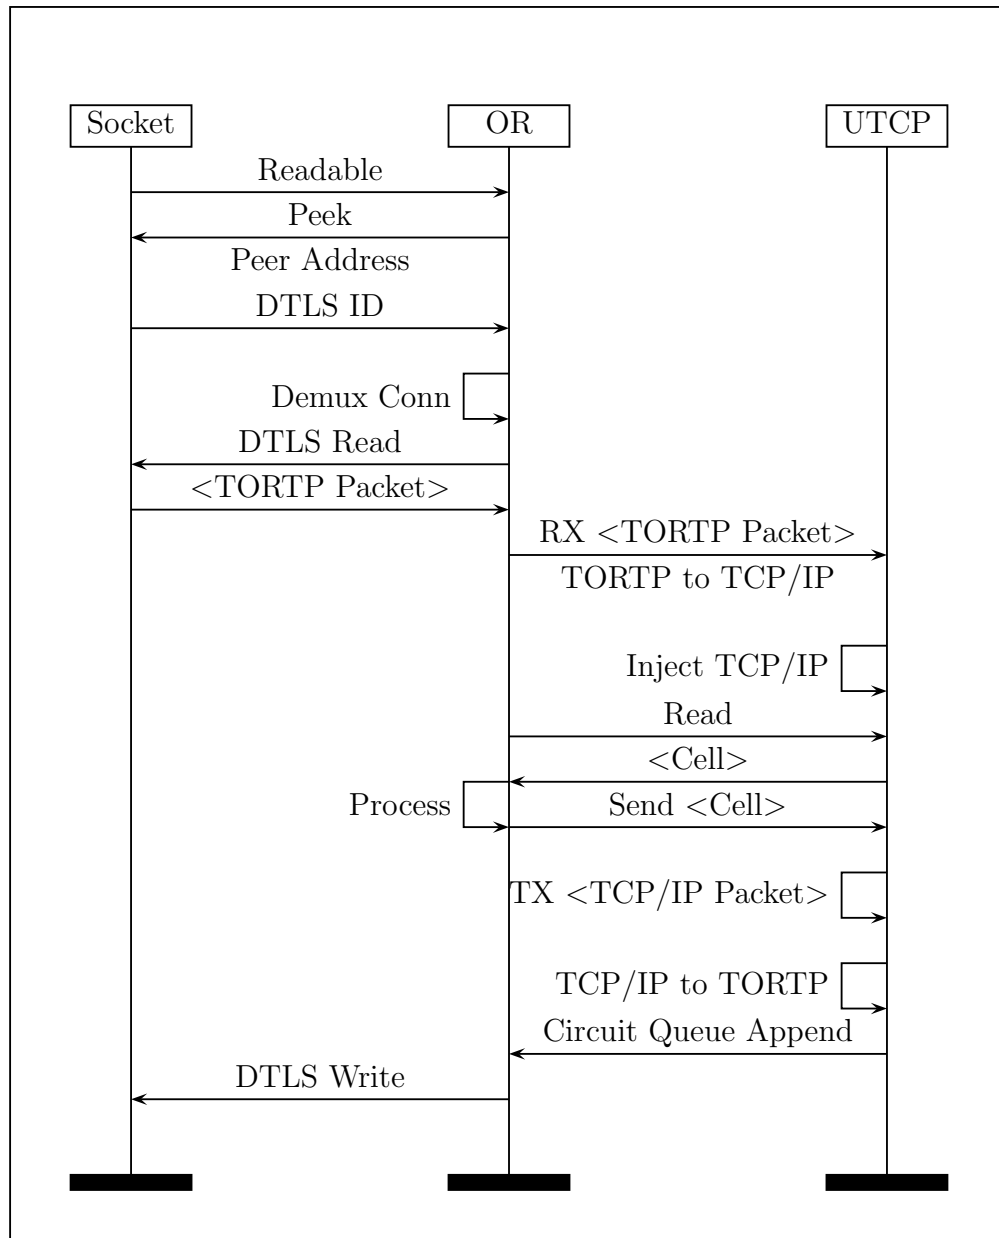 Socket
OR
UTCP
Readable
Peek
Peer Address
DTLS ID
Demux Conn
DTLS Read
<TORTP Packet>
RX <TORTP Packet>
TORTP to TCP/IP
Inject TCP/IP
Read
<Cell>
Process
Send <Cell>
TX <TCP/IP Packet>
TCP/IP to TORTP
Circuit Queue Append
DTLS Write